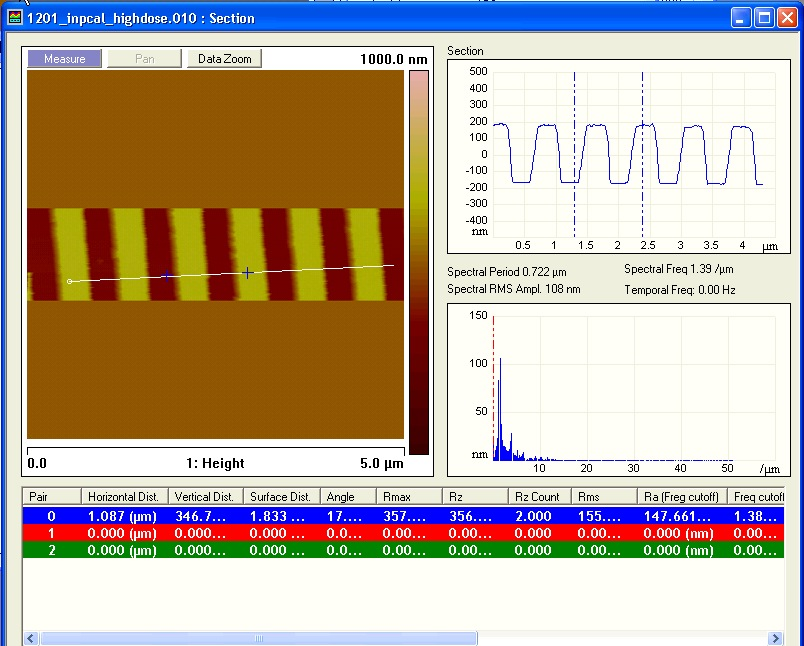 1201_inpcal_highdose.010 : Section
Measure Pan Data Zoom 1000.0 nm
0.0 1: Height 5.0 µm
Section
500
400
300
200
100
0
-100
-200
-300
-400
nm
0.5 1 1.5 2 2.5 3 3.5 4 µm
Spectral Period 0.722 µm Spectral Freq 1.39 /µm
Spectral RMS Ampl. 108 nm Temporal Freq: 0.00 Hz
150
100
50
nm
10 20 30 40 50 /µm
Pair Horizontal Dist. Vertical Dist. Surface Dist. Angle Rmax Rz Rz Count Rms Ra (Freq cutoff) Freq cutoff
0 1.087 (µm) 346.7... 1.833 ... 17.... 357.... 356.... 2.000 155.... 147.661... 1.38...
1 0.000 (µm) 0.000... 0.000 ... 0.00... 0.00... 0.00... 0.000 0.00... 0.000 (nm) 0.00...
2 0.000 (µm) 0.000... 0.000 ... 0.00... 0.00... 0.00... 0.000 0.00... 0.000 (nm) 0.00...